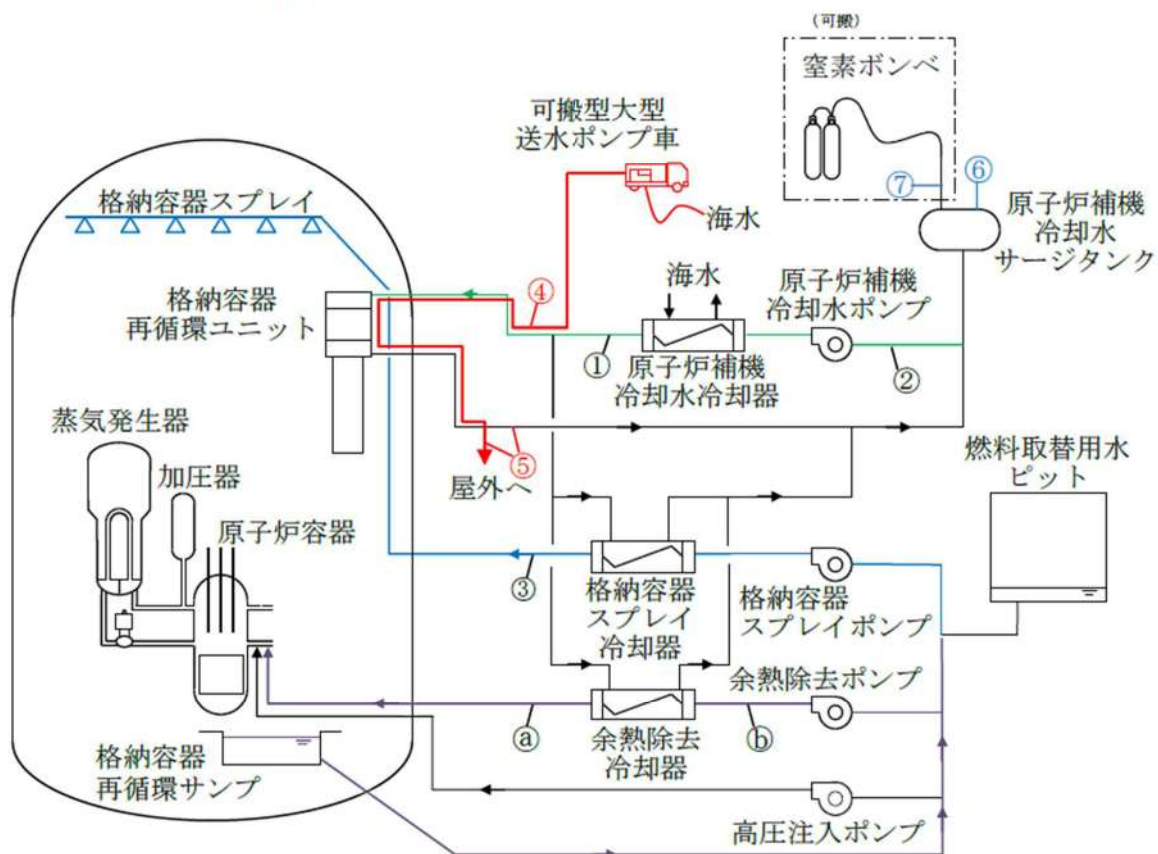 （可搬）
窒素ボンベ
⑦
⑥
原子炉補機
冷却水
サージタンク
可搬型大型
送水ポンプ車
海水
格納容器スプレイ
格納容器
再循環ユニット
④
海水
原子炉補機
冷却水ポンプ
①
原子炉補機
冷却水冷却器
②
蒸気発生器
加圧器
原子炉容器
⑤
屋外へ
燃料取替用水
ピット
③
格納容器
スプレイ
冷却器
格納容器
スプレイポンプ
余熱除去ポンプ
ⓐ
ⓑ
余熱除去
冷却器
格納容器
再循環サンプ
高圧注入ポンプ